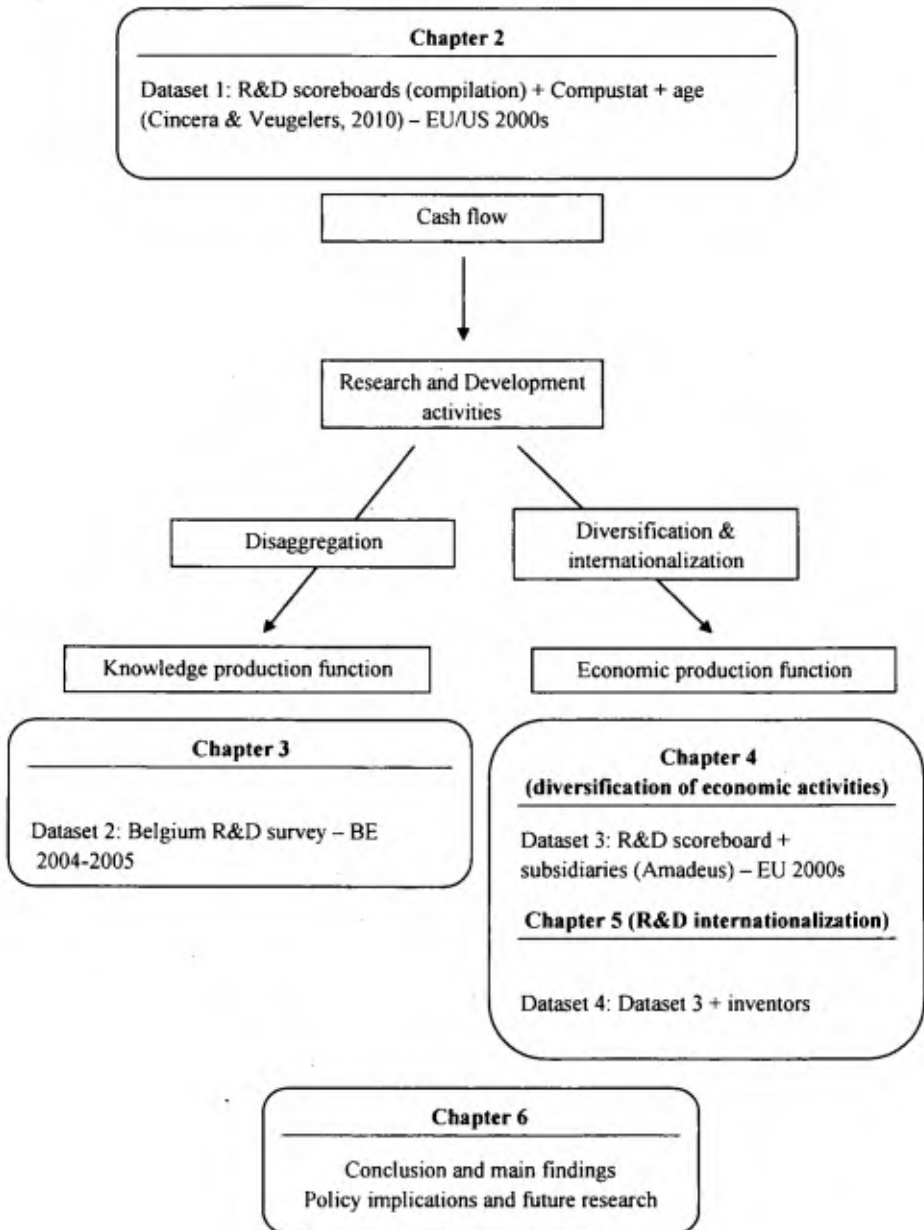 Chapter 2
Dataset 1: R&D scoreboards (compilation) + Compustat + age
(Cincera & Veugelers, 2010) – EU/US 2000s
Cash flow
Research and Development
activities
Disaggregation
Diversification &
internationalization
Knowledge production function
Economic production function
Chapter 3
Dataset 2: Belgium R&D survey – BE
2004-2005
Chapter 4
(diversification of economic activities)
Dataset 3: R&D scoreboard +
subsidiaries (Amadeus) – EU 2000s
Chapter 5 (R&D internationalization)
Dataset 4: Dataset 3 + inventors
Chapter 6
Conclusion and main findings
Policy implications and future research